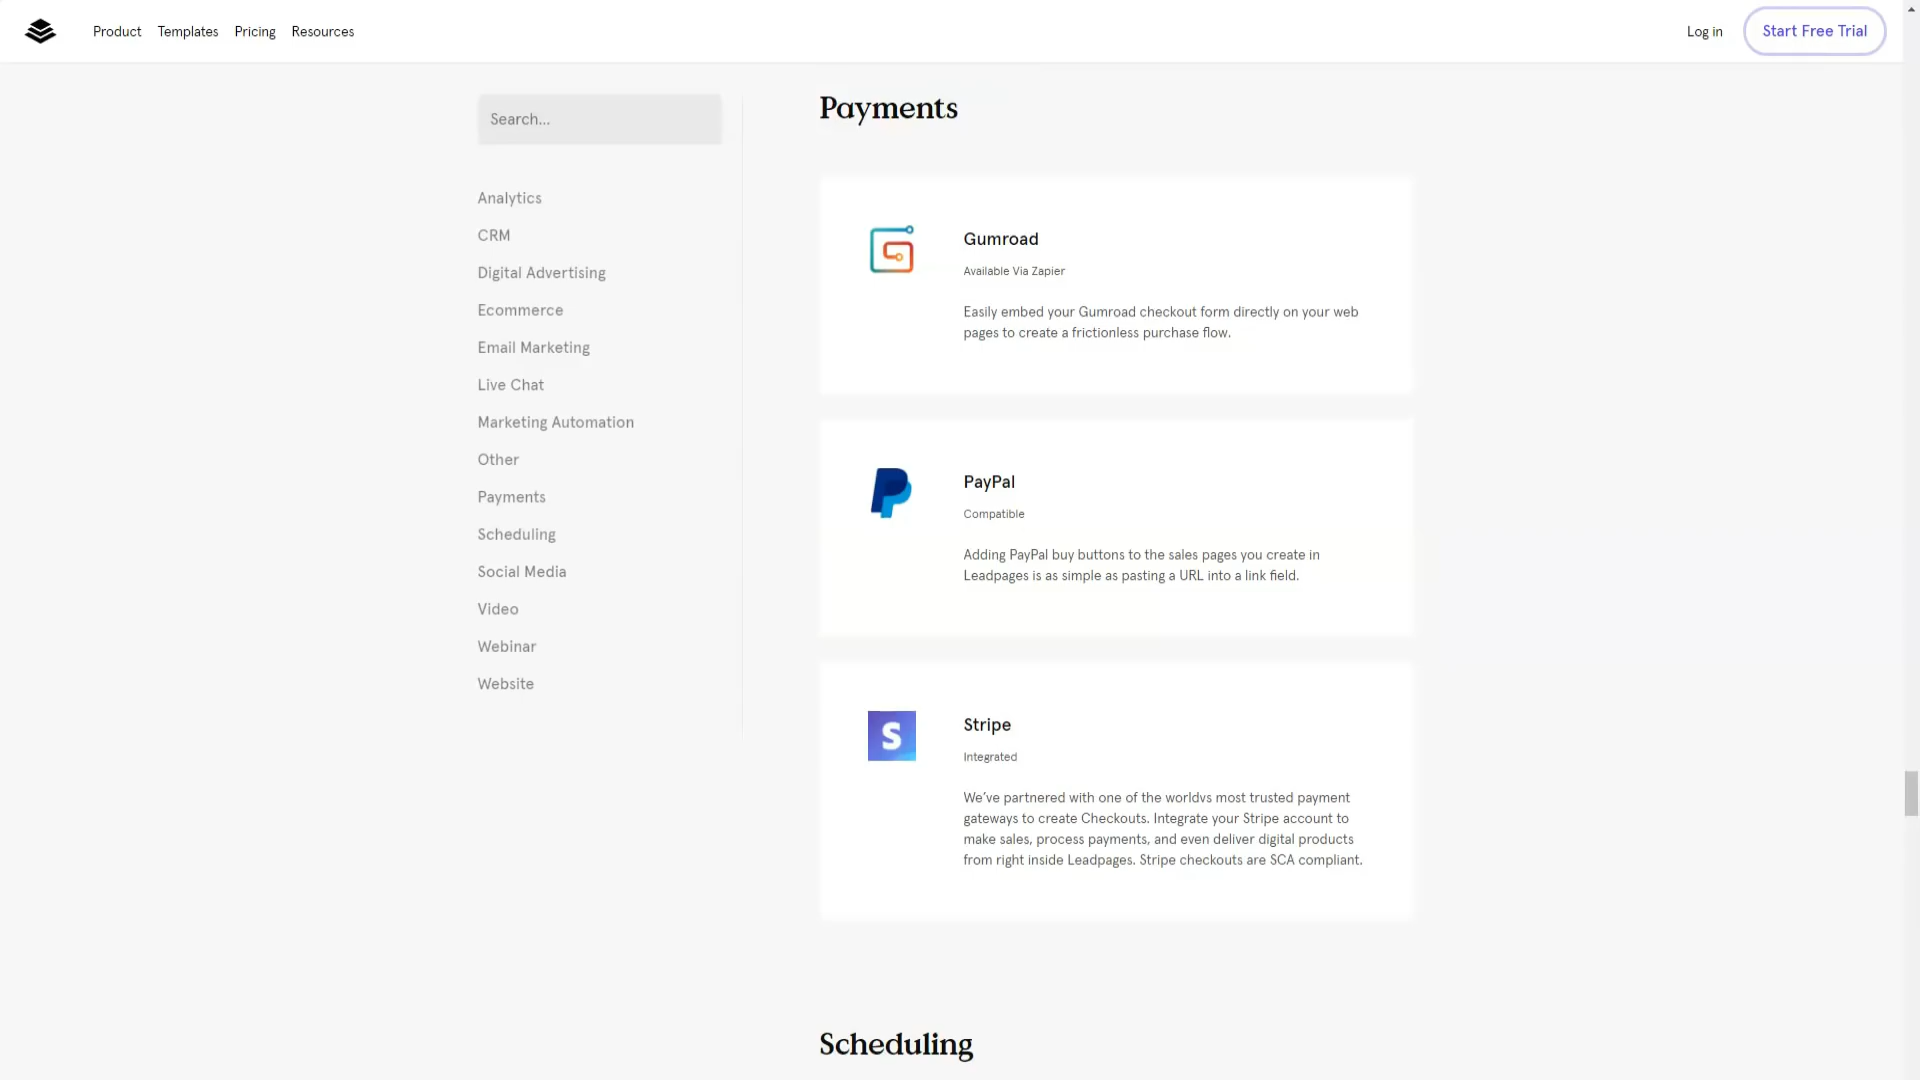 Product Templates Pricing Resources Log in Start Free Trial
Search...
Analytics
CRM
Digital Advertising
Ecommerce
Email Marketing
Live Chat
Marketing Automation
Other
Payments
Scheduling
Social Media
Video
Webinar
Website
Payments
Gumroad
Available Via Zapier
Easily embed your Gumroad checkout form directly on your web
pages to create a frictionless purchase flow.
PayPal
Compatible
Adding PayPal buy buttons to the sales pages you create in
Leadpages is as simple as pasting a URL into a link field.
S
Stripe
Integrated
We’ve partnered with one of the worldvs most trusted payment
gateways to create Checkouts. Integrate your Stripe account to
make sales, process payments, and even deliver digital products
from right inside Leadpages. Stripe checkouts are SCA compliant.
Scheduling